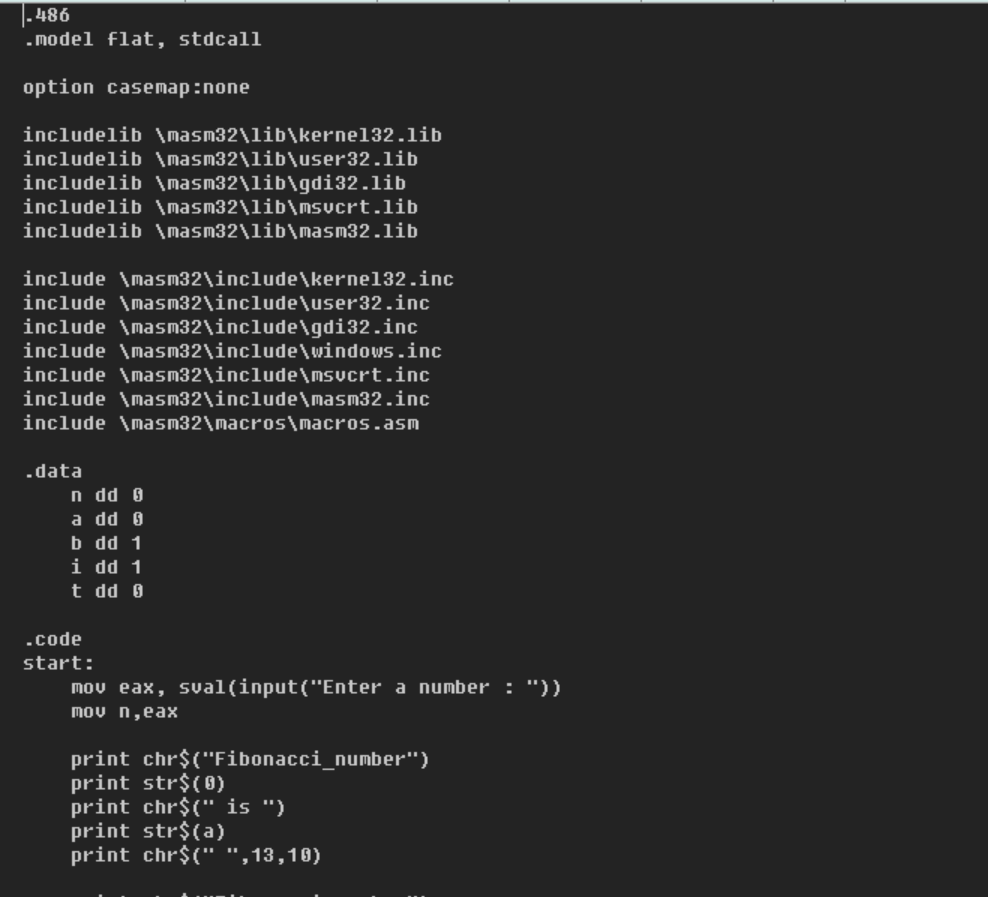 .486
.model flat, stdcall
option casemap:none
includelib \masm32\lib\kernel32.lib
includelib \masm32\lib\user32.lib
includelib \masm32\lib\gdi32.lib
includelib \masm32\lib\msvcrt.lib
includelib \masm32\lib\masm32.lib
include \masm32\include\kernel32.inc
include \masm32\include\user32.inc
include \masm32\include\gdi32.inc
include \masm32\include\windows.inc
include \masm32\include\msvcrt.inc
include \masm32\include\masm32.inc
include \masm32\macros\macros.asm
.data
n dd 0
a dd 0
b dd 1
i dd 1
t dd 0
.code
start:
mov eax, sval(input("Enter a number : "))
mov n,eax
print chr$("Fibonacci_number")
print str$(0)
print chr$(" is ")
print str$(a)
print chr$(" ",13,10)